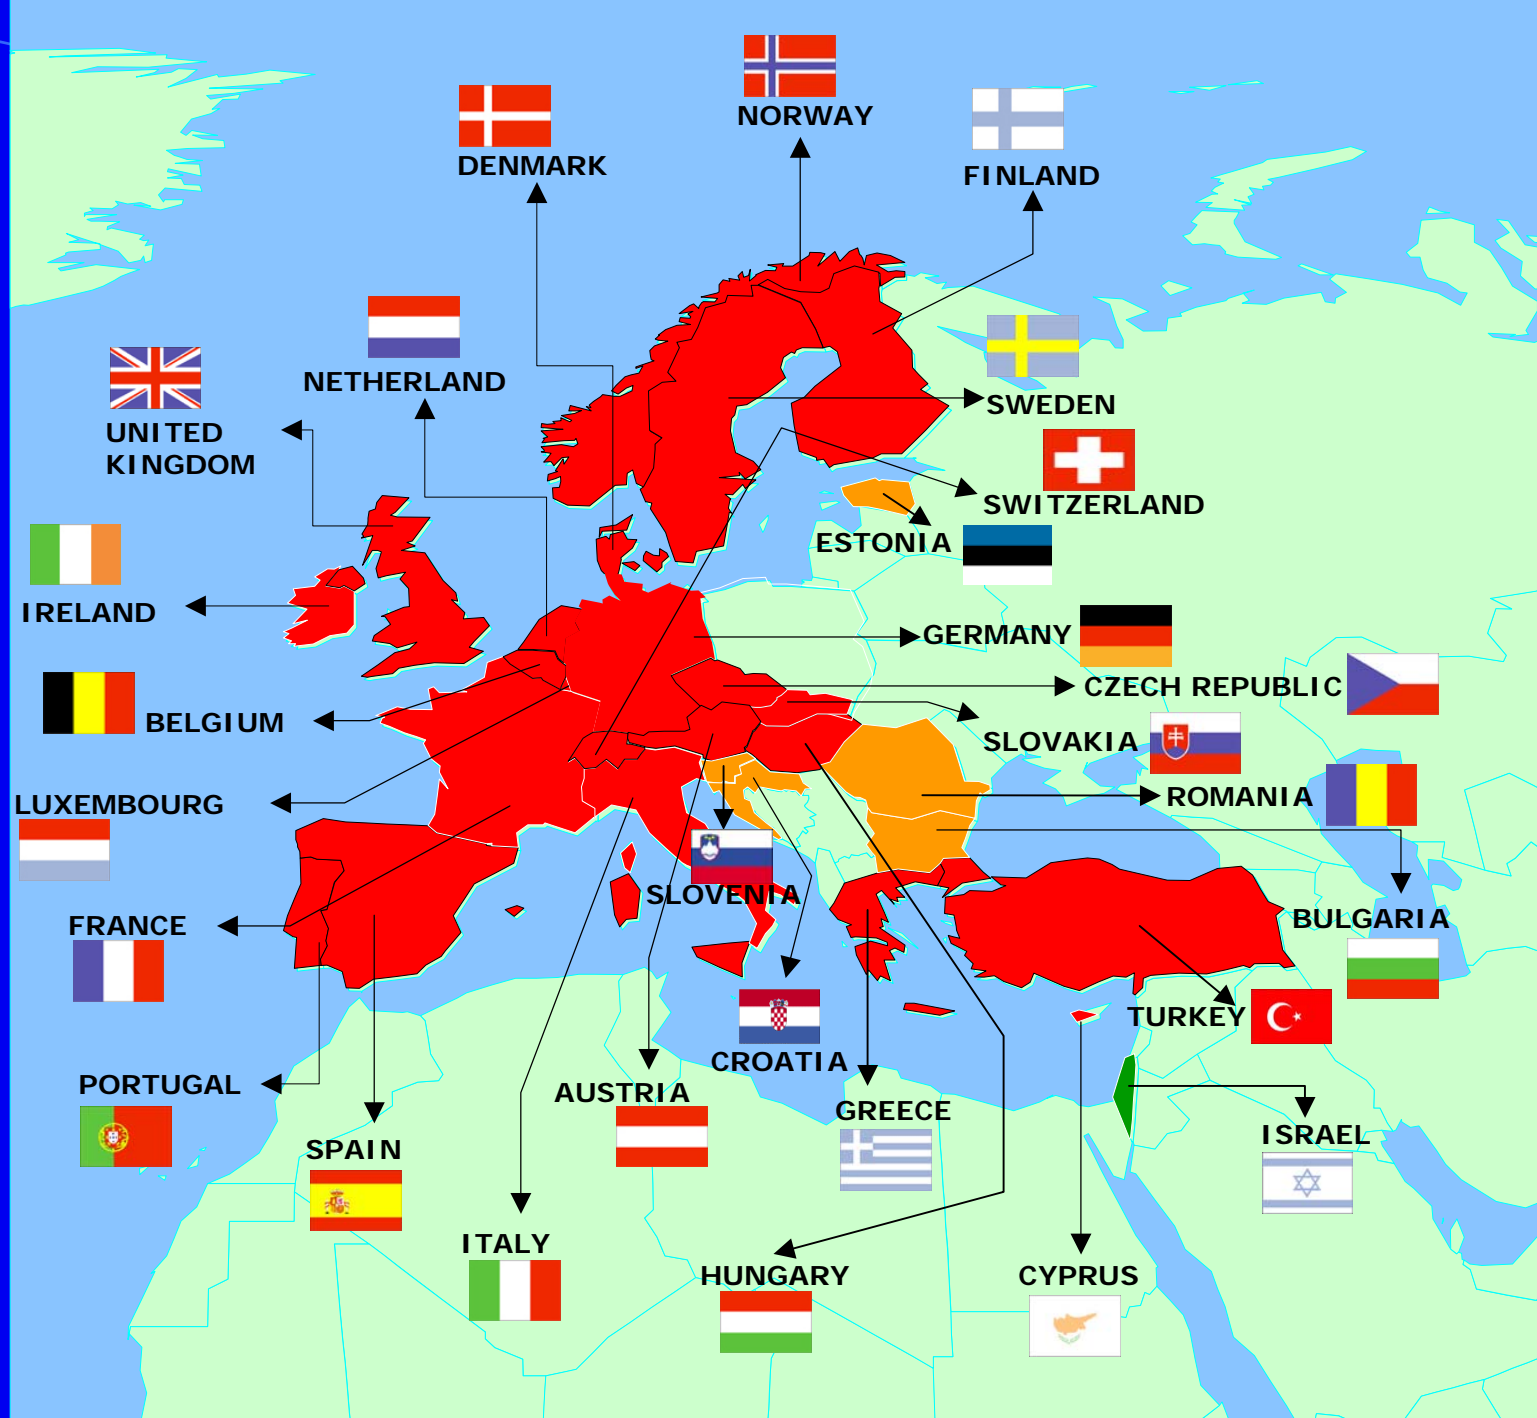 NORWAY
DENMARK
FINLAND
NETHERLAND
SWEDEN
UNITED
KINGDOM
SWITZERLAND
ESTONIA
IRELAND
GERMANY
CZECH REPUBLIC
BELGIUM
SLOVAKIA
LUXEMBOURG
ROMANIA
SLOVENIA
FRANCE
BULGARIA
TURKEY
CROATIA
PORTUGAL
AUSTRIA
GREECE
ISRAEL
SPAIN
ITALY
HUNGARY
CYPRUS